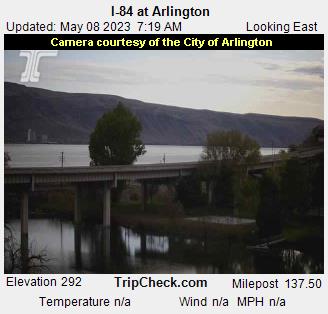 I-84 at Arlington
Updated: May 08 2023 7:19 AM Looking East
Camera courtesy of the City of Arlington
Elevation 292 TripCheck.com Milepost 137.50
Temperature n/a Wind n/a MPH n/a